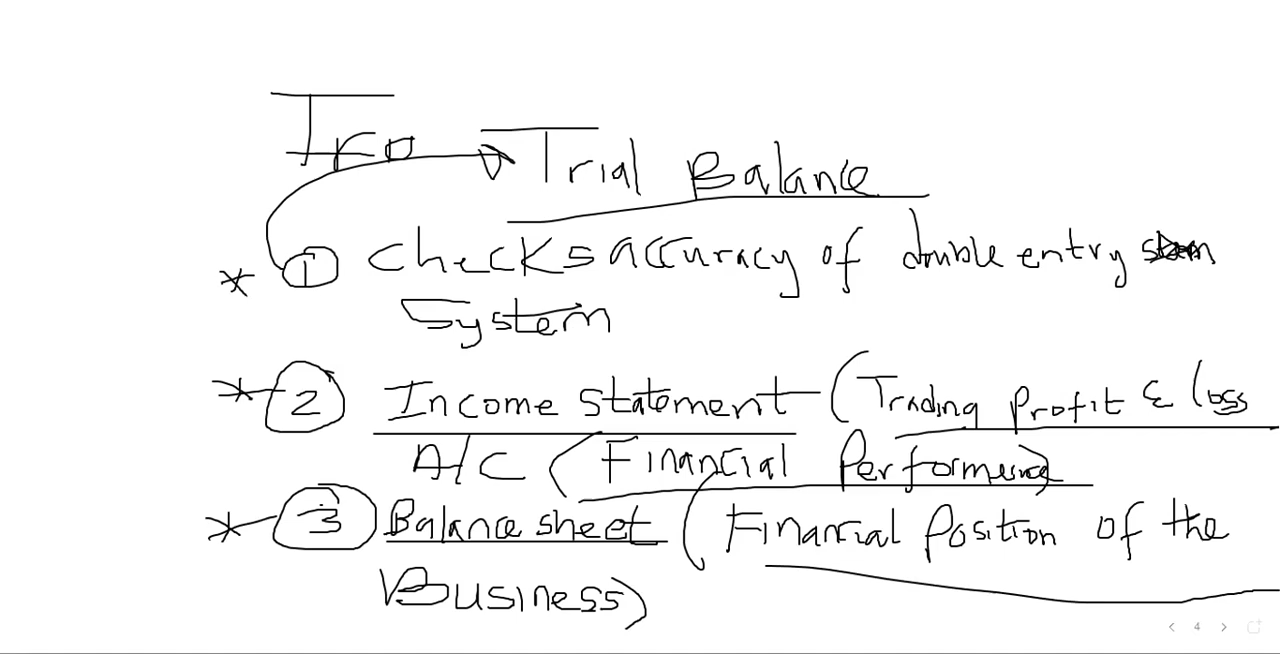 Trial Balance
* ① Checks accuracy of double entry
System
* ② Income statement (Trading Profit & loss
A/C (Financial Performance)
* ③ Balance sheet (Financial Position of the
Business)
4